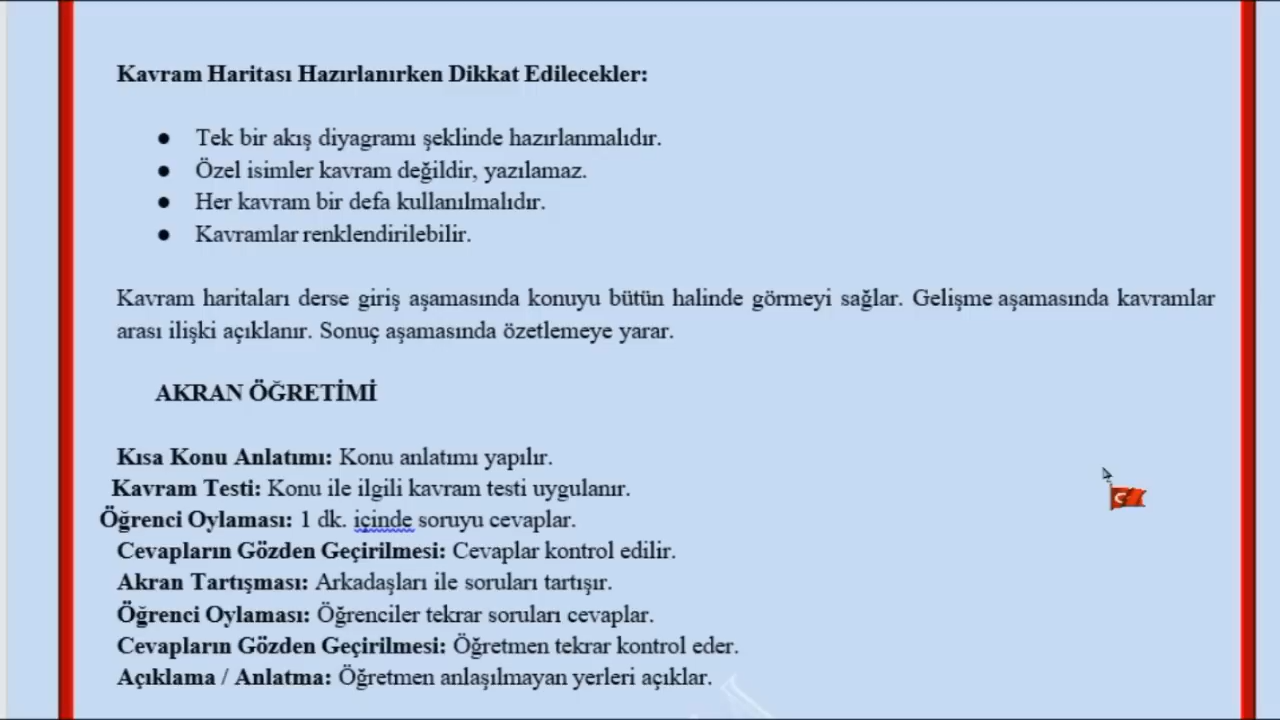 Kavram Haritası Hazırlanırken Dikkat Edilecekler:
● Tek bir akış diyagramı şeklinde hazırlanmalıdır.
● Özel isimler kavram değildir, yazılamaz.
● Her kavram bir defa kullanılmalıdır.
● Kavramlar renklendirilebilir.
Kavram haritaları derse giriş aşamasında konuyu bütün halinde görmeyi sağlar. Gelişme aşamasında kavramlar
arası ilişki açıklanır. Sonuç aşamasında özetlemeye yarar.
AKRAN ÖĞRETİMİ
Kısa Konu Anlatımı: Konu anlatımı yapılır.
Kavram Testi: Konu ile ilgili kavram testi uygulanır.
Öğrenci Oylaması: 1 dk. içinde soruyu cevaplar.
Cevapların Gözden Geçirilmesi: Cevaplar kontrol edilir.
Akran Tartışması: Arkadaşları ile soruları tartışır.
Öğrenci Oylaması: Öğrenciler tekrar soruları cevaplar.
Cevapların Gözden Geçirilmesi: Öğretmen tekrar kontrol eder.
Açıklama / Anlatma: Öğretmen anlaşılmayan yerleri açıklar.